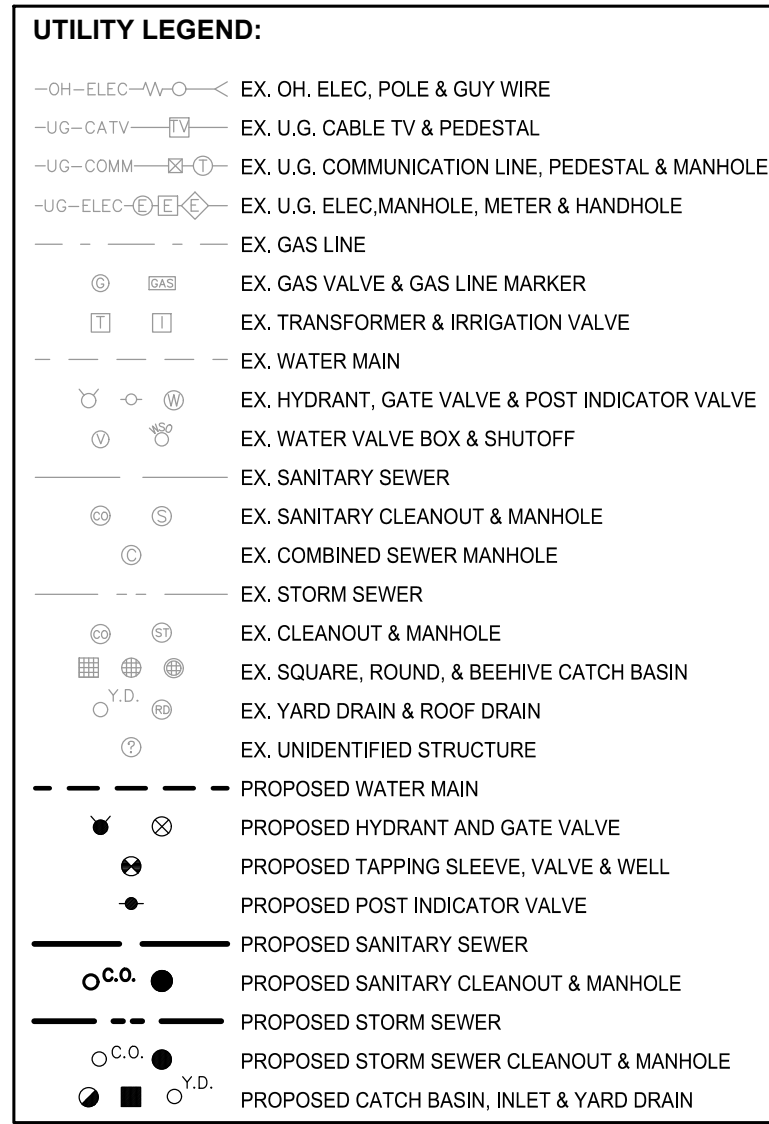 UTILITY LEGEND:
-OH-ELEC- EX. OH. ELEC, POLE & GUY WIRE
-UG-CATV- TV EX. U.G. CABLE TV & PEDESTAL
-UG-COMM- T EX. U.G. COMMUNICATION LINE, PEDESTAL & MANHOLE
-UG-ELEC- E E E EX. U.G. ELEC,MANHOLE, METER & HANDHOLE
EX. GAS LINE
G GAS EX. GAS VALVE & GAS LINE MARKER
T I EX. TRANSFORMER & IRRIGATION VALVE
EX. WATER MAIN
W EX. HYDRANT, GATE VALVE & POST INDICATOR VALVE
V WSO EX. WATER VALVE BOX & SHUTOFF
EX. SANITARY SEWER
CO S EX. SANITARY CLEANOUT & MANHOLE
C EX. COMBINED SEWER MANHOLE
EX. STORM SEWER
CO ST EX. CLEANOUT & MANHOLE
EX. SQUARE, ROUND, & BEEHIVE CATCH BASIN
Y.D. RD EX. YARD DRAIN & ROOF DRAIN
? EX. UNIDENTIFIED STRUCTURE
PROPOSED WATER MAIN
PROPOSED HYDRANT AND GATE VALVE
PROPOSED TAPPING SLEEVE, VALVE & WELL
PROPOSED POST INDICATOR VALVE
PROPOSED SANITARY SEWER
C.O. PROPOSED SANITARY CLEANOUT & MANHOLE
PROPOSED STORM SEWER
C.O. PROPOSED STORM SEWER CLEANOUT & MANHOLE
Y.D. PROPOSED CATCH BASIN, INLET & YARD DRAIN